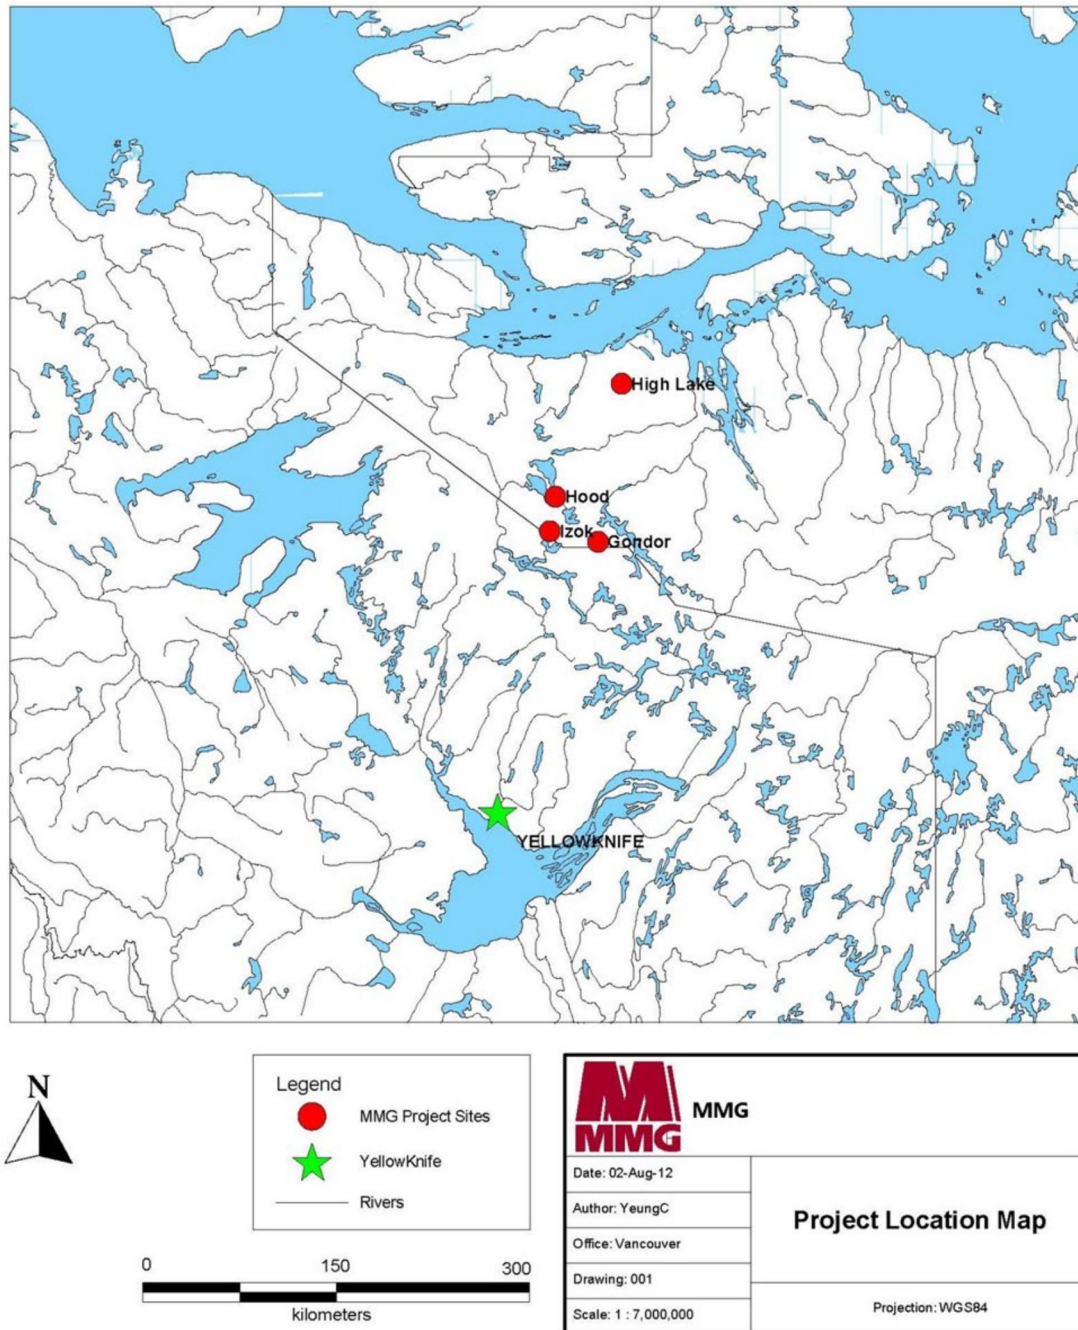 High Lake
Hood
Izok
Gondor
YELLOWKNIFE
N
Legend
MMG Project Sites
YellowKnife
Rivers
0 150 300
kilometers
MMG
MMG
Date: 02-Aug-12
Author: YeungC
Office: Vancouver
Drawing: 001
Scale: 1 : 7,000,000
Project Location Map
Projection: WGS84